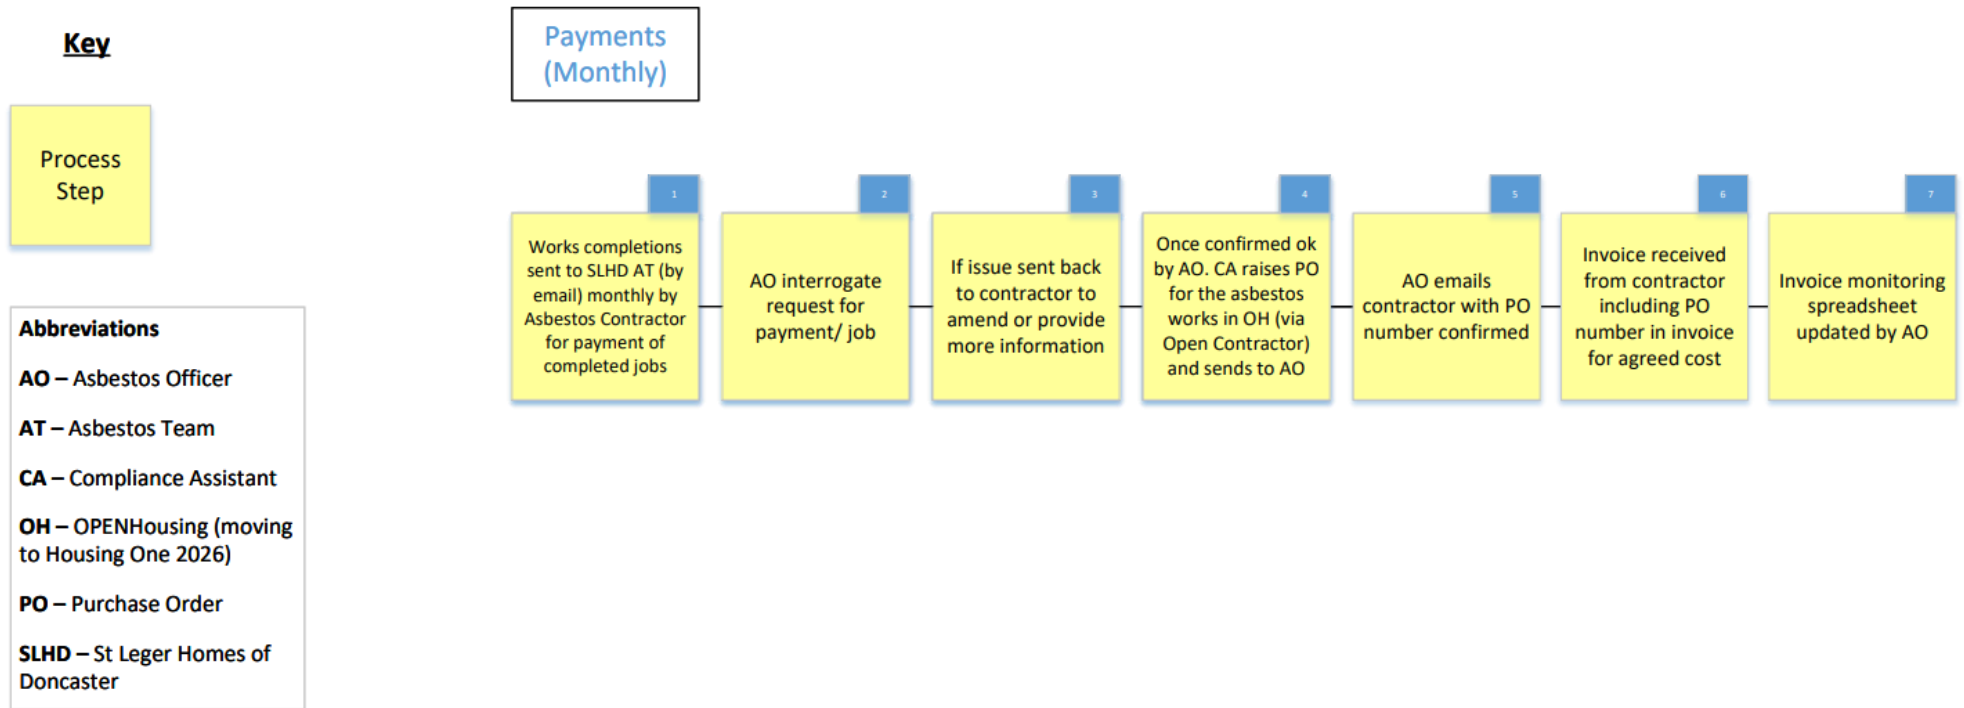 Key
Process
Step
Abbreviations
AO – Asbestos Officer
AT – Asbestos Team
CA – Compliance Assistant
OH – OPENHousing (moving
to Housing One 2026)
PO – Purchase Order
SLHD – St Leger Homes of
Doncaster
Payments
(Monthly)
1
Works completions
sent to SLHD AT (by
email) monthly by
Asbestos Contractor
for payment of
completed jobs
2
AO interrogate
request for
payment/ job
3
If issue sent back
to contractor to
amend or provide
more information
4
Once confirmed ok
by AO. CA raises PO
for the asbestos
works in OH (via
Open Contractor)
and sends to AO
5
AO emails
contractor with PO
number confirmed
6
Invoice received
from contractor
including PO
number in invoice
for agreed cost
7
Invoice monitoring
spreadsheet
updated by AO